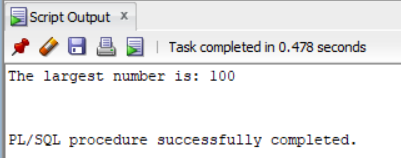 Script Output x
Task completed in 0.478 seconds
The largest number is: 100
PL/SQL procedure successfully completed.